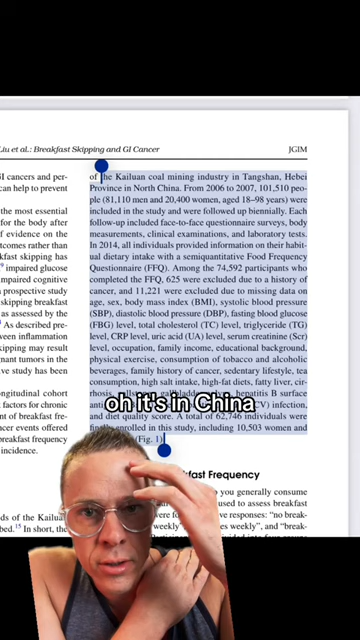 Liu et al.: Breakfast Skipping and GI Cancer
JGIM
GI cancers and per-
can help to prevent
the most essential
for the body after
of evidence on the
tcomes rather than
skipping has
impaired glucose
impaired cognitive
a prospective study
skipping breakfast
as assessed by the
As described pre-
ween inflammation
kipping may result
gnant tumors in the
ive study has been
ngitudinal cohort
d factors for chronic
nt of breakfast fre-
ncer events offered
breakfast frequency
incidence.
ds of the Kailuan
bed.15 In short, the
of the Kailuan coal mining industry in Tangshan, Hebei
Province in North China. From 2006 to 2007, 101,510 peo-
ple (81,110 men and 20,400 women, aged 18–98 years) were
included in the study and were followed up biennially. Each
follow-up included face-to-face questionnaire surveys, body
measurements, clinical examinations, and laboratory tests.
In 2014, all individuals provided information on their habit-
ual dietary intake with a semiquantitative Food Frequency
Questionnaire (FFQ). Among the 74,592 participants who
completed the FFQ, 625 were excluded due to a history of
cancer, and 11,221 were excluded due to missing data on
age, sex, body mass index (BMI), systolic blood pressure
(SBP), diastolic blood pressure (DBP), fasting blood glucose
(FBG) level, total cholesterol (TC) level, triglyceride (TG)
level, CRP level, uric acid (UA) level, serum creatinine (Scr)
level, occupation, family income, educational background,
physical exercise, consumption of tobacco and alcoholic
beverages, family history of cancer, sedentary lifestyle, tea
consumption, high salt intake, high-fat diets, fatty liver, cir-
hepatitis B surface
(HCV) infection,
and diet quality score. A total of 62,746 individuals were
finally enrolled in this study, including 10,503 women and
(Fig. 1)
oh it's in China
kfast Frequency
you generally consume
used to assess breakfast
were for
responses: "no break-
weekly"
es weekly", and "break-